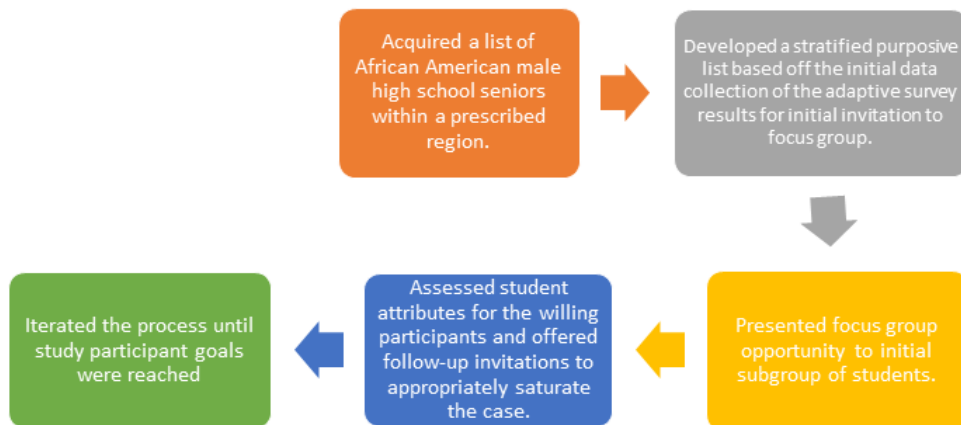 Acquired a list of
African American male
high school seniors
within a prescribed
region.
Developed a stratified purposive
list based off the initial data
collection of the adaptive survey
results for initial invitation to
focus group.
Presented focus group
opportunity to initial
subgroup of students.
Assessed student
attributes for the willing
participants and offered
follow-up invitations to
appropriately saturate
the case.
Iterated the process until
study participant goals
were reached